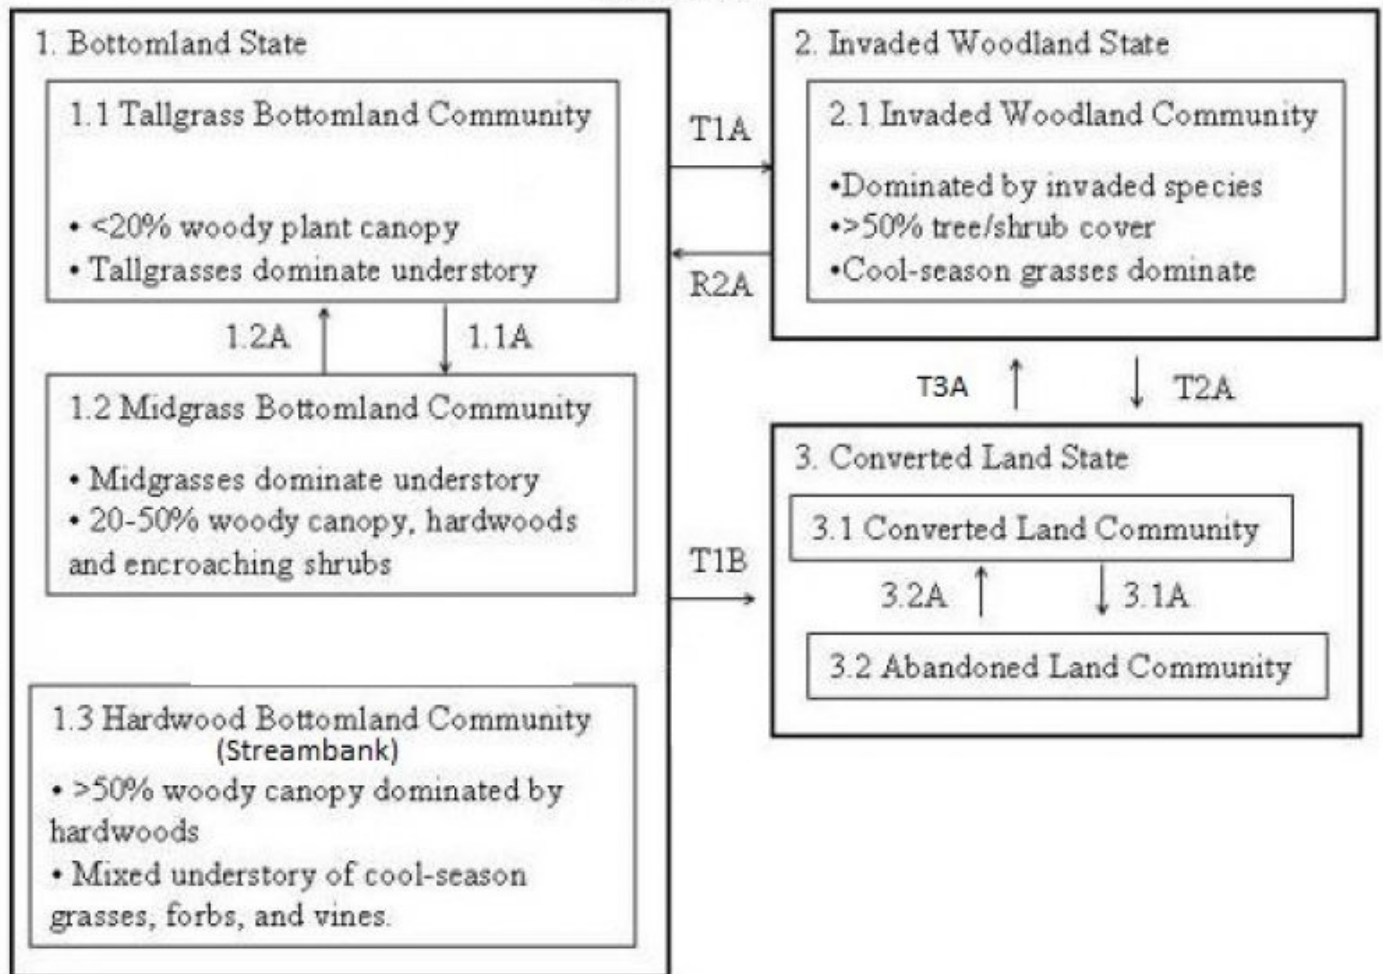 1. Bottomland State
1.1 Tallgrass Bottomland Community
• <20% woody plant canopy
• Tallgrasses dominate understory
1.2A
1.1A
1.2 Midgrass Bottomland Community
• Midgrasses dominate understory
• 20-50% woody canopy, hardwoods
and encroaching shrubs
1.3 Hardwood Bottomland Community
(Streambank)
• >50% woody canopy dominated by
hardwoods
• Mixed understory of cool-season
grasses, forbs, and vines.
T1A
R2A
T1B
2. Invaded Woodland State
2.1 Invaded Woodland Community
•Dominated by invaded species
•>50% tree/shrub cover
•Cool-season grasses dominate
T3A
T2A
3. Converted Land State
3.1 Converted Land Community
3.2A
3.1A
3.2 Abandoned Land Community